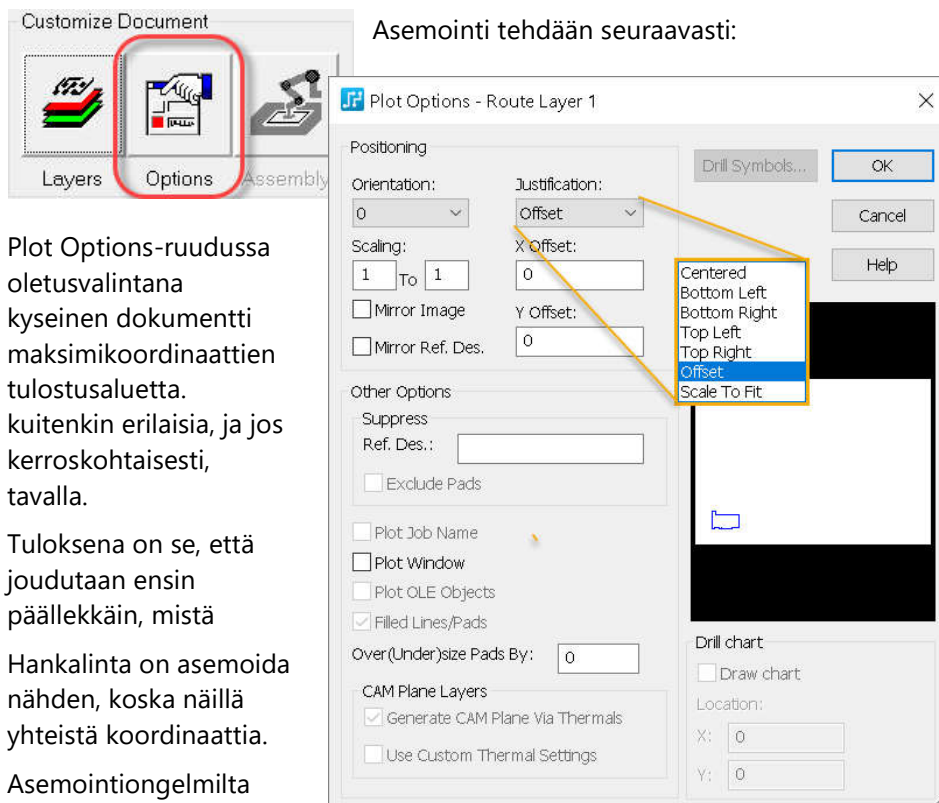 Customize Document
Layers
Options
Assembly
Asemointi tehdään seuraavasti:
Plot Options-ruudussa
oletusvalintana
kyseinen dokumentti
maksimikoordinaattien
tulostusaluetta.
kuitenkin erilaisia, ja jos
kerroskohtaisesti,
tavalla.
Tuloksena on se, että
joudutaan ensin
päällekkäin, mistä
Hankalinta on asemoida
nähden, koska näillä
yhteistä koordinaattia.
Asemointiongelmilta
Plot Options - Route Layer 1
Positioning
Orientation:
0
Justification:
Offset
Scaling:
1 To 1
X Offset:
0
Mirror Image
Y Offset:
0
Mirror Ref. Des.
Drill Symbols...
OK
Cancel
Help
Centered
Bottom Left
Bottom Right
Top Left
Top Right
Offset
Scale To Fit
Other Options
Suppress
Ref. Des.:
Exclude Pads
Plot Job Name
Plot Window
Plot OLE Objects
Filled Lines/Pads
Over(Under)size Pads By: 0
CAM Plane Layers
Generate CAM Plane Via Thermals
Use Custom Thermal Settings
Drill chart
Draw chart
Location:
X: 0
Y: 0